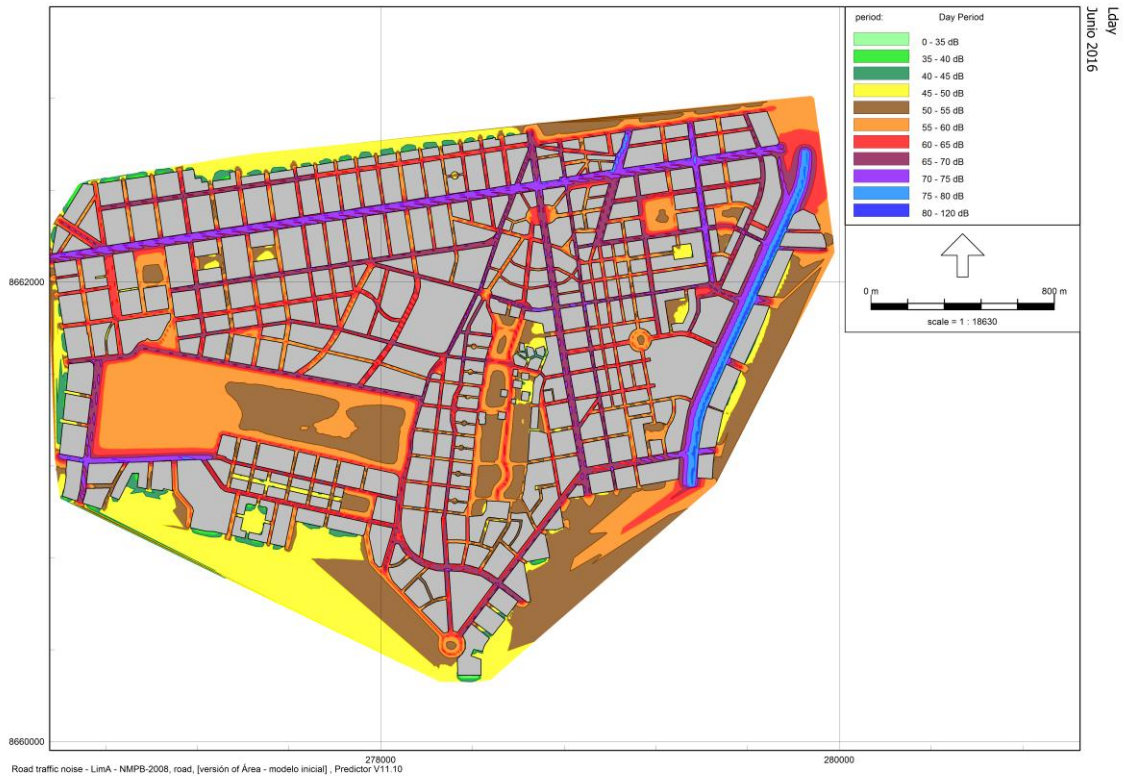 period: Day Period
0 - 35 dB
35 - 40 dB
40 - 45 dB
45 - 50 dB
50 - 55 dB
55 - 60 dB
60 - 65 dB
65 - 70 dB
70 - 75 dB
75 - 80 dB
80 - 120 dB
Lday
Junio 2016
0 m 800 m
scale = 1 : 18630
8662000
8660000
278000 280000
Road traffic noise - LimA - NMPB-2008, road, [versión of Área - modelo inicial] , Predictor V11.10